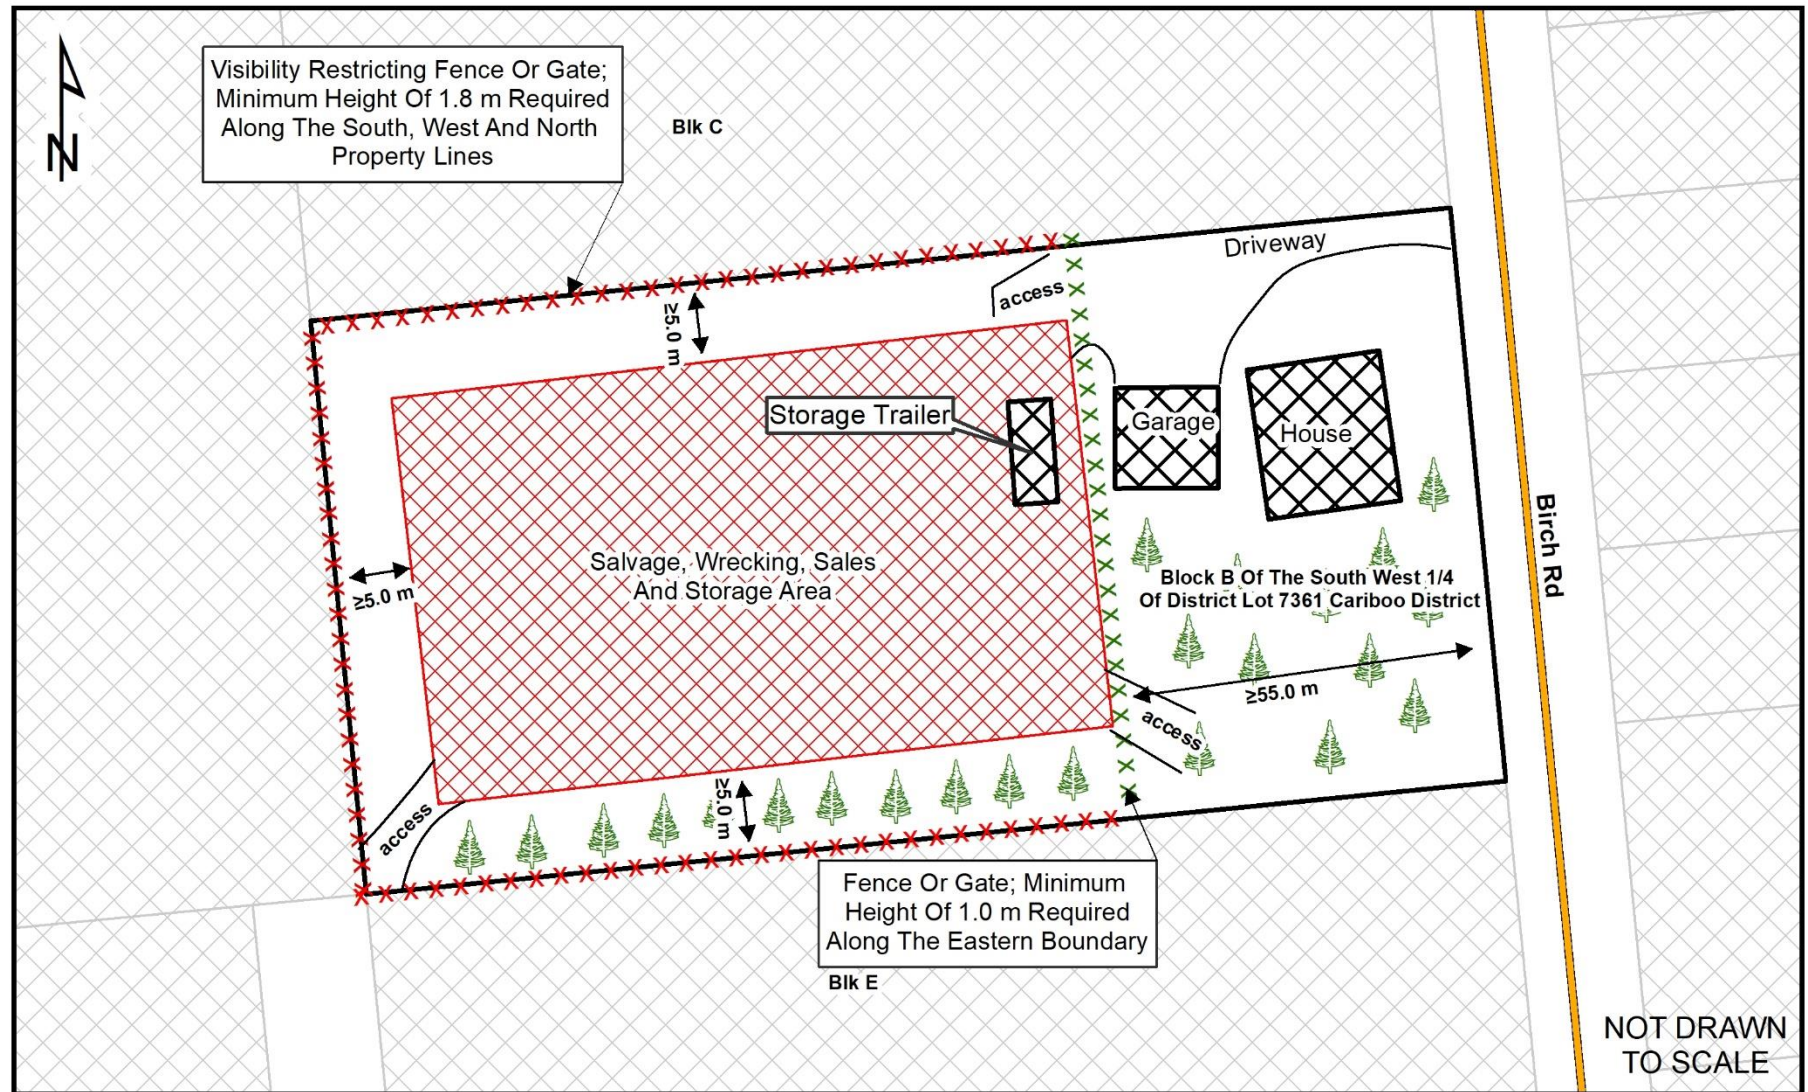 N
Visibility Restricting Fence Or Gate;
Minimum Height Of 1.8 m Required
Along The South, West And North
Property Lines
Blk C
Driveway
access
≥5.0 m
Storage Trailer
Garage
House
Salvage, Wrecking, Sales
And Storage Area
≥5.0 m
Block B Of The South West 1/4
Of District Lot 7361 Cariboo District
Birch Rd
≥55.0 m
access
access
≥5.0 m
Fence Or Gate; Minimum
Height Of 1.0 m Required
Along The Eastern Boundary
Blk E
NOT DRAWN
TO SCALE